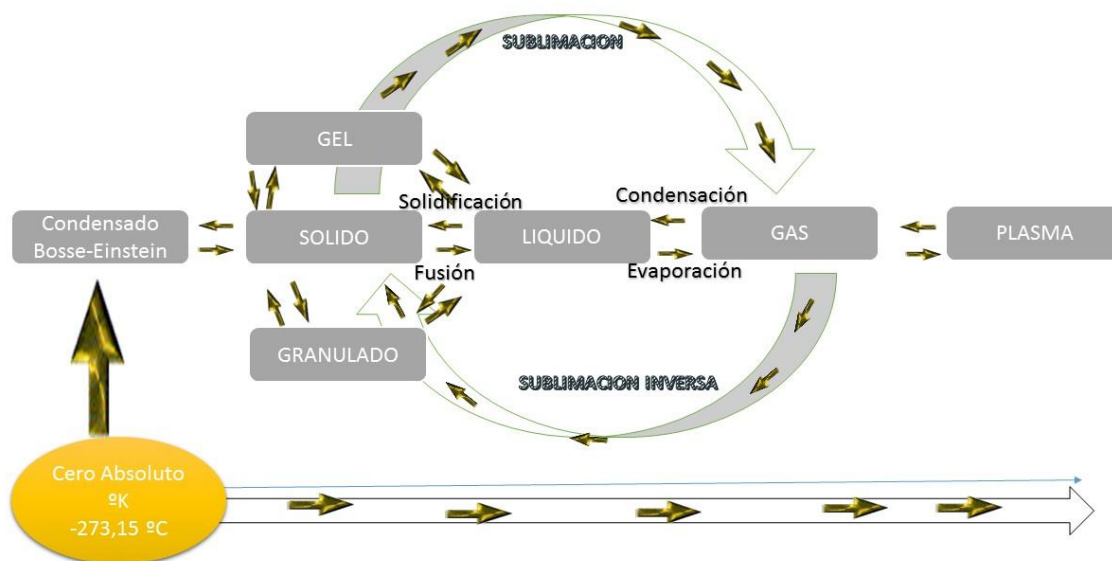 SUBLIMACION
GEL
Solidificación
Condensación
Condensado
Bosse-Einstein
SOLIDO
LIQUIDO
GAS
PLASMA
Fusión
Evaporación
GRANULADO
SUBLIMACION INVERSA
Cero Absoluto
ºK
-273,15 ºC